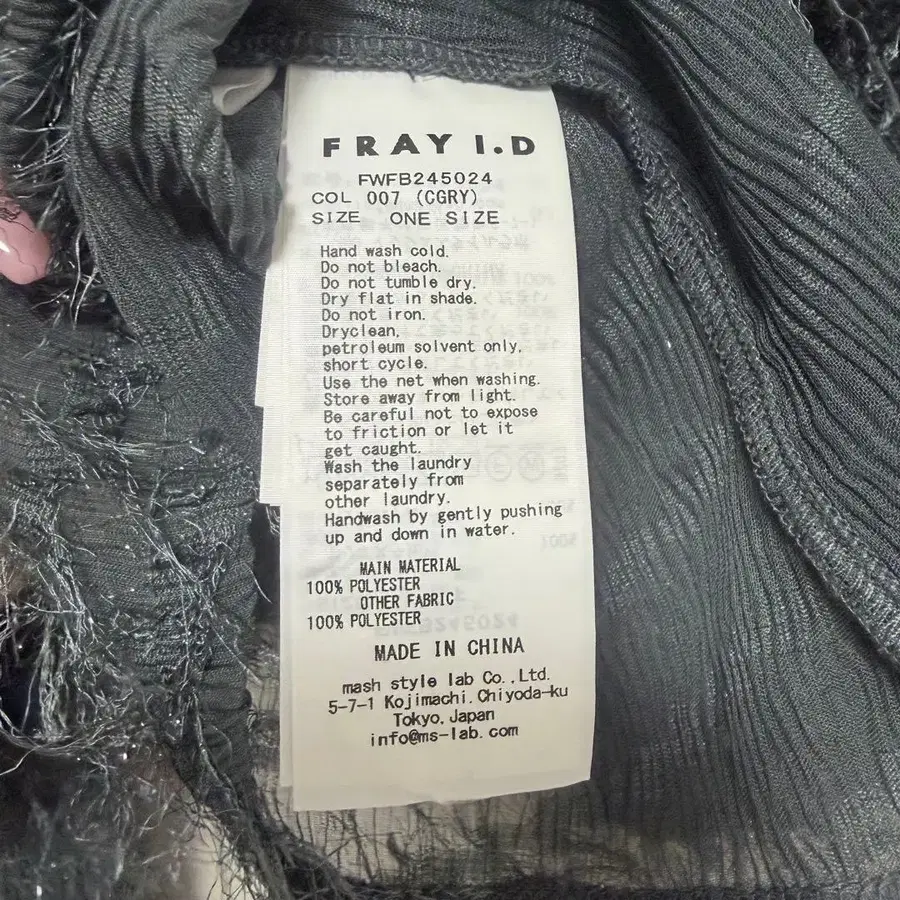 FRAY I.D
FWFB245024
COL 007 (CGRY)
SIZE ONE SIZE
Hand wash cold.
Do not bleach.
Do not tumble dry.
Dry flat in shade.
Do not iron.
Dryclean,
petroleum solvent only,
short cycle.
Use the net when washing.
Store away from light.
Be careful not to expose
to friction or let it
get caught.
Wash the laundry
separately from
other laundry.
Handwash by gently pushing
up and down in water.
MAIN MATERIAL
100% POLYESTER
OTHER FABRIC
100% POLYESTER
MADE IN CHINA
mash style lab Co.,Ltd.
5-7-1 Kojimachi,Chiyoda-ku
Tokyo,Japan
info@ms-lab.com